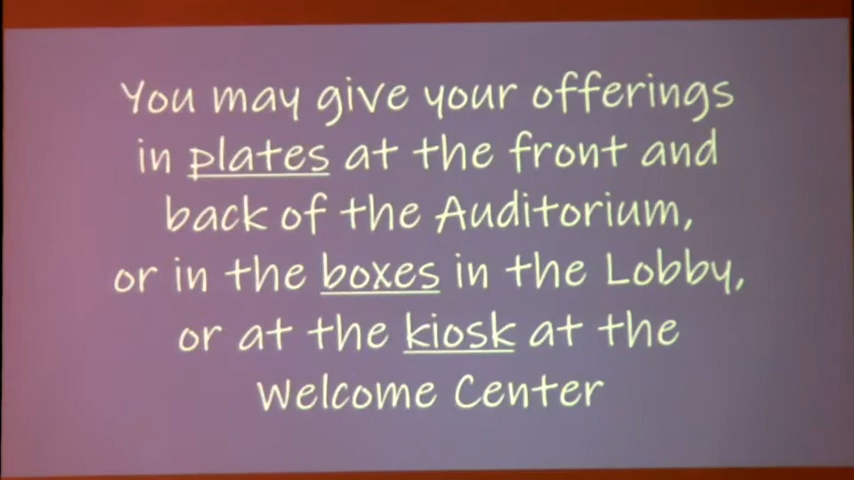 You may give your offerings
in plates at the front and
back of the Auditorium,
or in the boxes in the Lobby,
or at the kiosk at the
Welcome Center